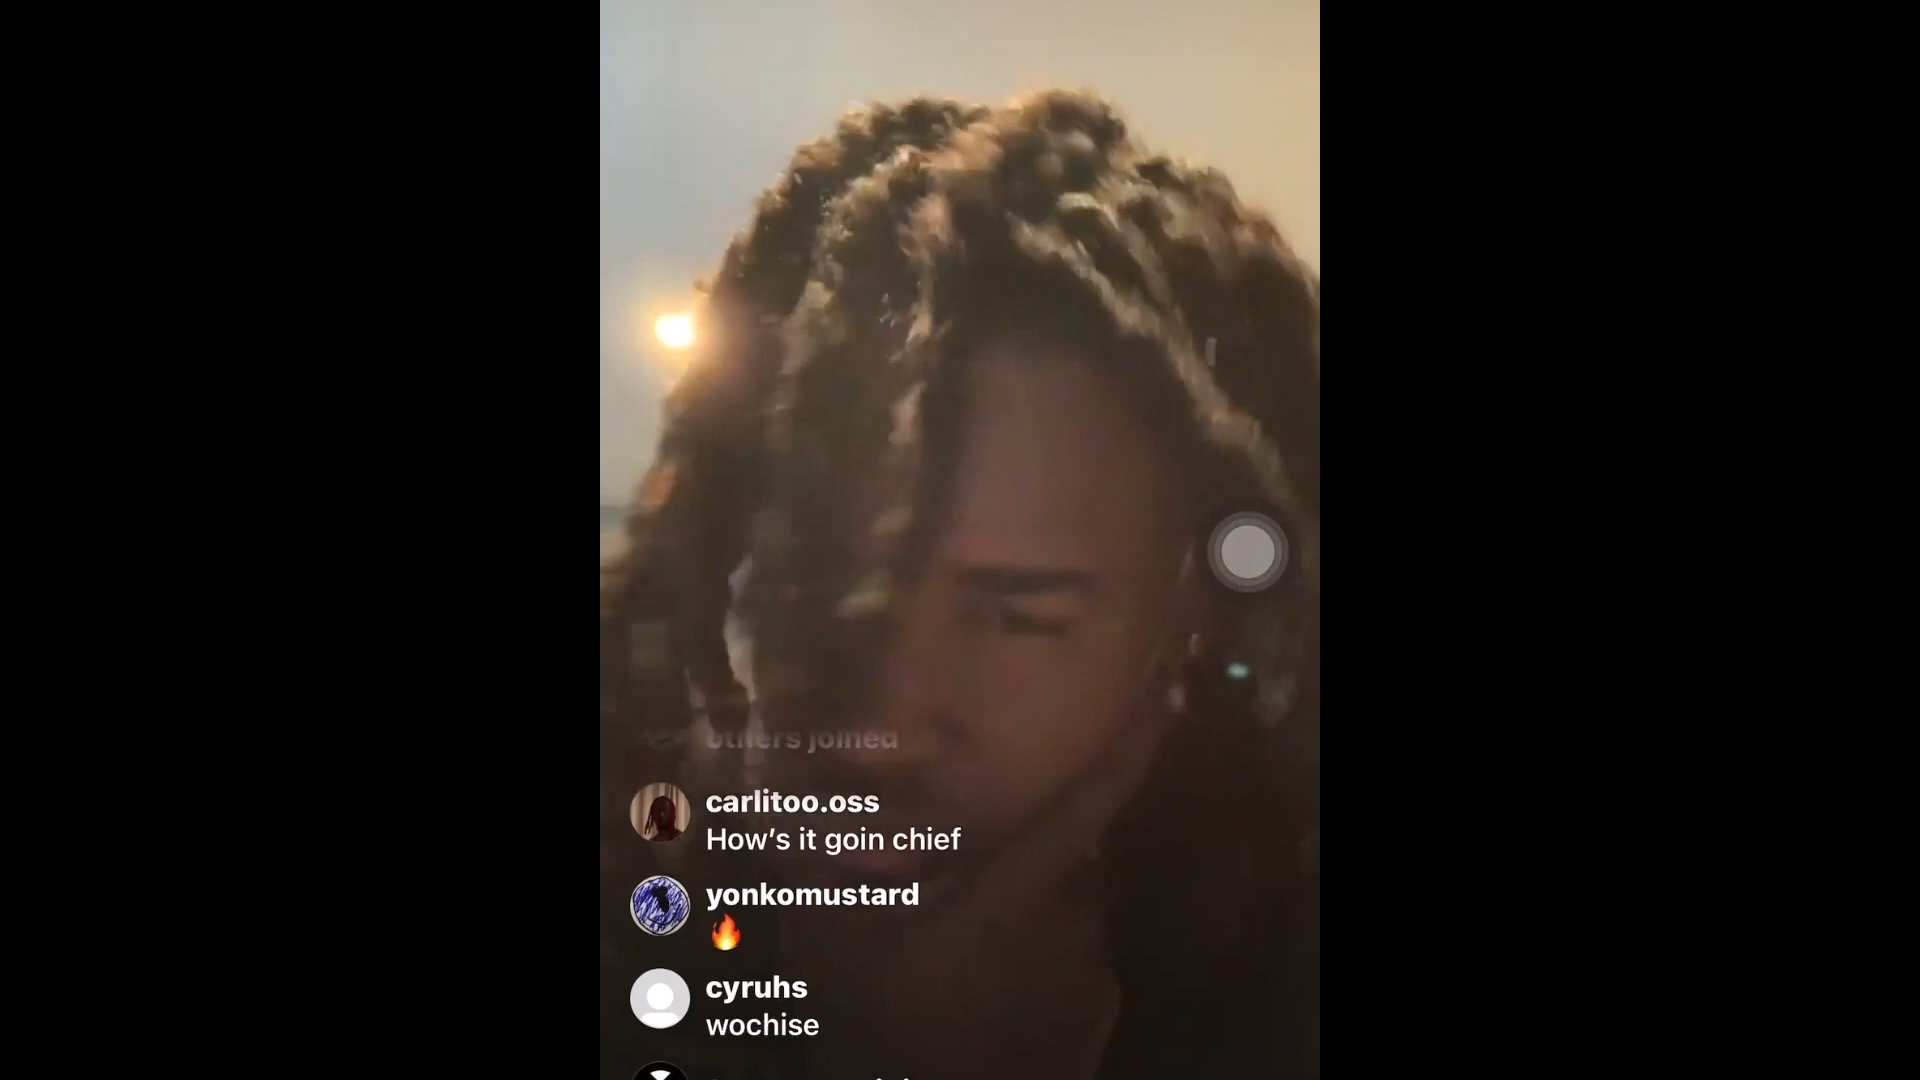 others joined
carlitoo.oss
How's it goin chief
yonkomustard
🔥
cyruhs
wochise